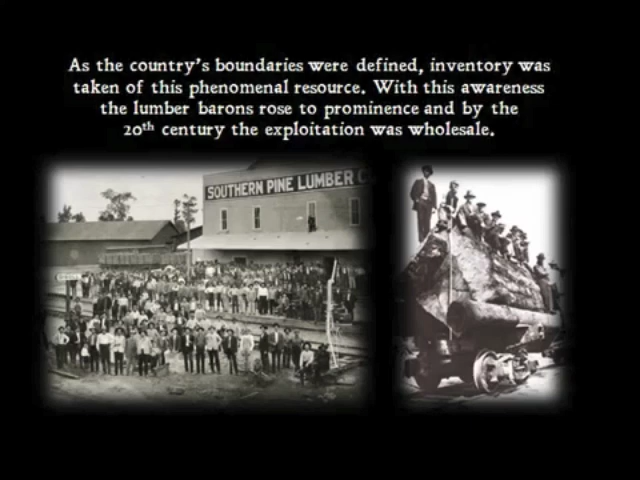 As the country's boundaries were defined, inventory was
taken of this phenomenal resource. With this awareness
the lumber barons rose to prominence and by the
20th century the exploitation was wholesale.
SOUTHERN PINE LUMBER C